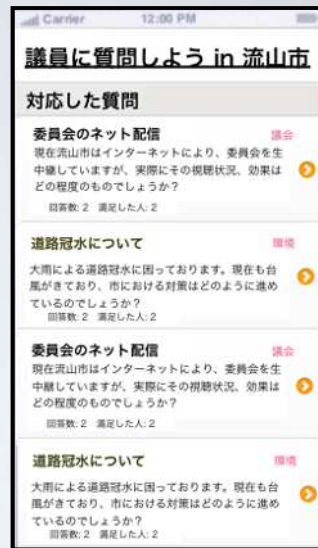 Carrier 12:00 PM
議員に質問しよう in 流山市
対応した質問
委員会のネット配信 議会
現在流山市はインターネットにより、委員会を生
中継していますが、実際にその視聴状況、効果は
どの程度のものでしょうか？
回答数: 2 満足した人: 2
道路冠水について 環境
大雨による道路冠水に困っております。現在も台
風がきており、市における対策はどのように進め
ているのでしょうか？
回答数: 2 満足した人: 2
委員会のネット配信 議会
現在流山市はインターネットにより、委員会を生
中継していますが、実際にその視聴状況、効果は
どの程度のものでしょうか？
回答数: 2 満足した人: 2
道路冠水について 環境
大雨による道路冠水に困っております。現在も台
風がきており、市における対策はどのように進め
ているのでしょうか？
回答数: 2 満足した人: 2